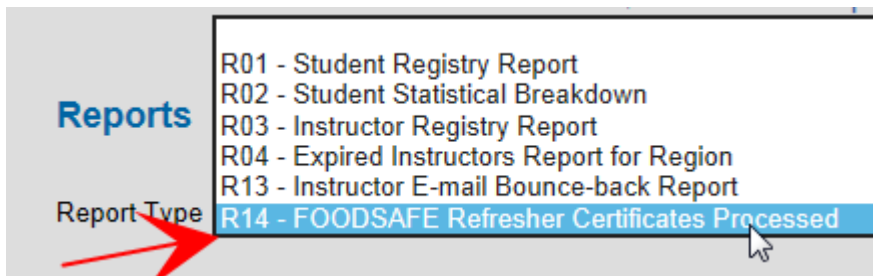 R01 - Student Registry Report
R02 - Student Statistical Breakdown
Reports
R03 - Instructor Registry Report
R04 - Expired Instructors Report for Region
R13 - Instructor E-mail Bounce-back Report
Report Type
R14 - FOODSAFE Refresher Certificates Processed